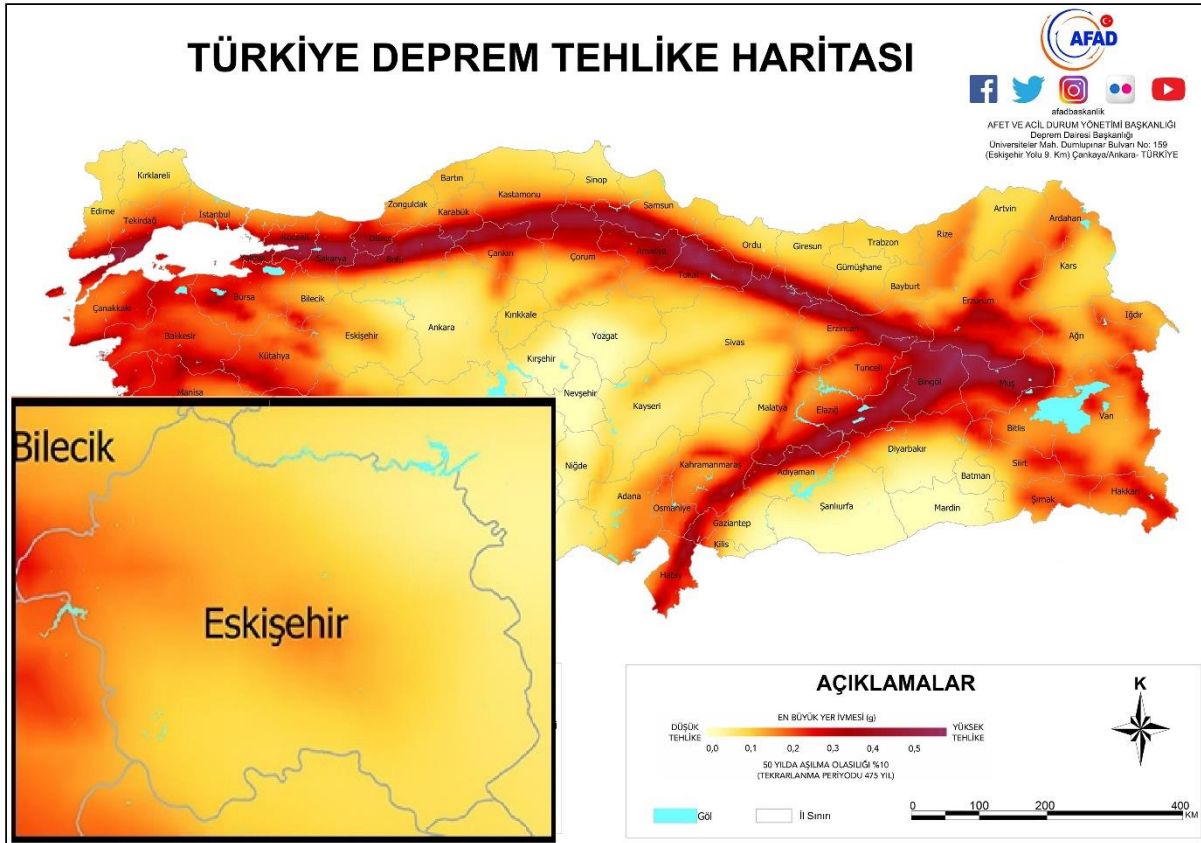 TÜRKİYE DEPREM TEHLİKE HARİTASI
AFAD
afadbaskanlik
AFET VE ACİL DURUM YÖNETİMİ BAŞKANLIĞI
Deprem Dairesi Başkanlığı
Üniversiteler Mah. Dumlupınar Bulvarı No: 159
(Eskişehir Yolu 9. Km) Çankaya/Ankara- TÜRKİYE
Kırklareli
Edirne
Tekirdağ
İstanbul
Kocaeli
Yalova
Sakarya
Düzce
Bolu
Zonguldak
Bartın
Karabük
Kastamonu
Sinop
Samsun
Çankırı
Çorum
Amasya
Tokat
Ordu
Giresun
Trabzon
Rize
Artvin
Ardahan
Kars
Gümüşhane
Bayburt
Erzurum
Iğdır
Ağrı
Çanakkale
Bursa
Bilecik
Balıkesir
Kütahya
Eskişehir
Ankara
Kırıkkale
Yozgat
Sivas
Erzincan
Tunceli
Bingöl
Muş
Kırşehir
Nevşehir
Kayseri
Malatya
Elazığ
Bitlis
Van
Manisa
Niğde
Kahramanmaraş
Adıyaman
Diyarbakır
Batman
Siirt
Adana
Osmaniye
Gaziantep
Şanlıurfa
Mardin
Şırnak
Hakkari
Kilis
Hatay
Bilecik
Eskişehir
AÇIKLAMALAR
EN BÜYÜK YER İVMESİ (g)
DÜŞÜK TEHLİKE
YÜKSEK TEHLİKE
0,0 0,1 0,2 0,3 0,4 0,5
50 YILDA AŞILMA OLASILIĞI %10
(TEKRARLANMA PERİYODU 475 YIL)
Göl
İl Sınırı
K
0 100 200 400
KM